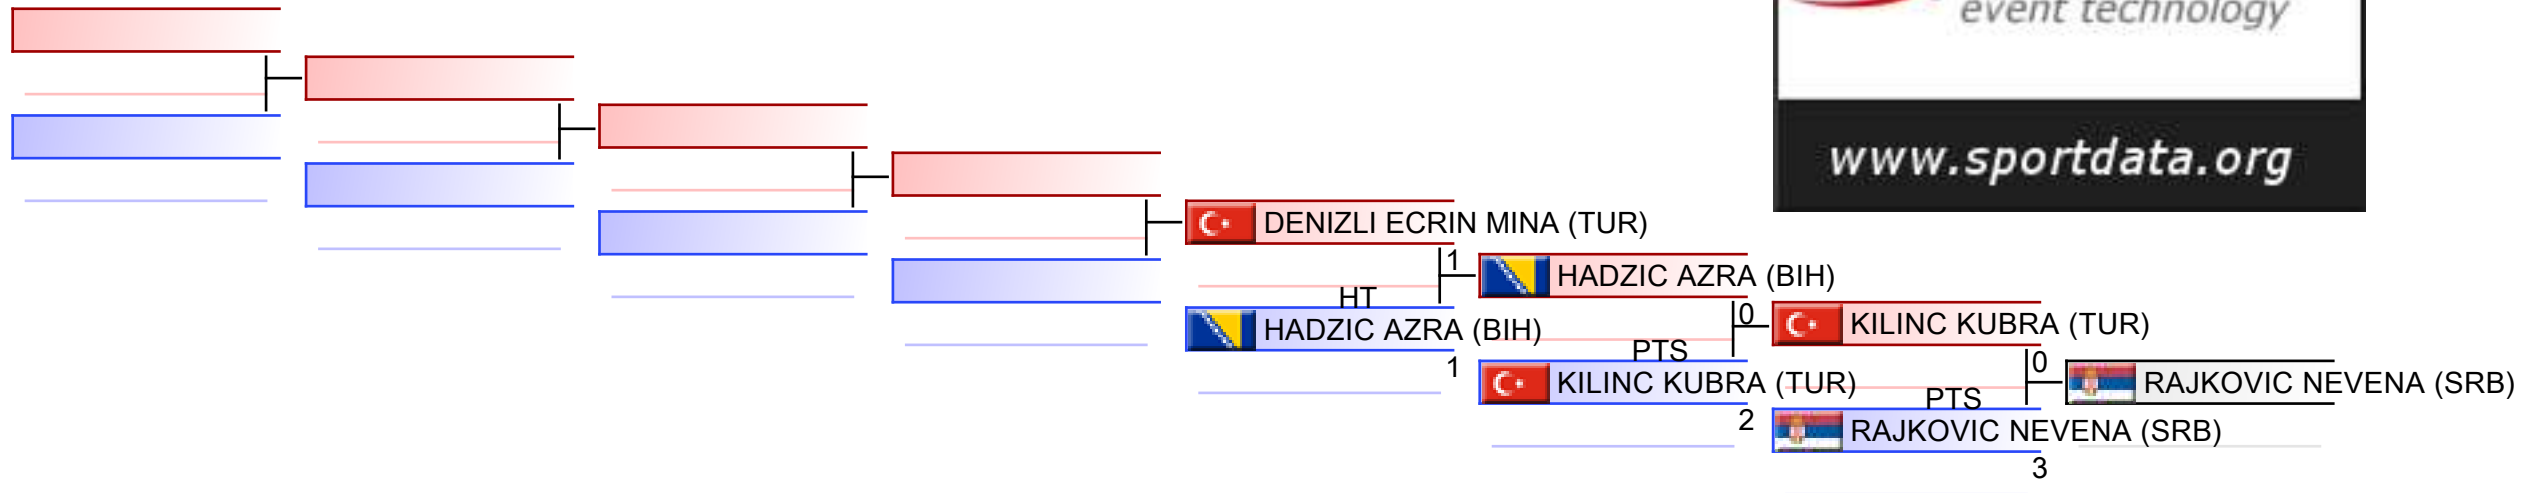 event technology
www.sportdata.org
DENIZLI ECRIN MINA (TUR)
1
HADZIC AZRA (BIH)
HT
HADZIC AZRA (BIH)
1
0
KILINC KUBRA (TUR)
PTS
KILINC KUBRA (TUR)
2
0
RAJKOVIC NEVENA (SRB)
PTS
RAJKOVIC NEVENA (SRB)
3